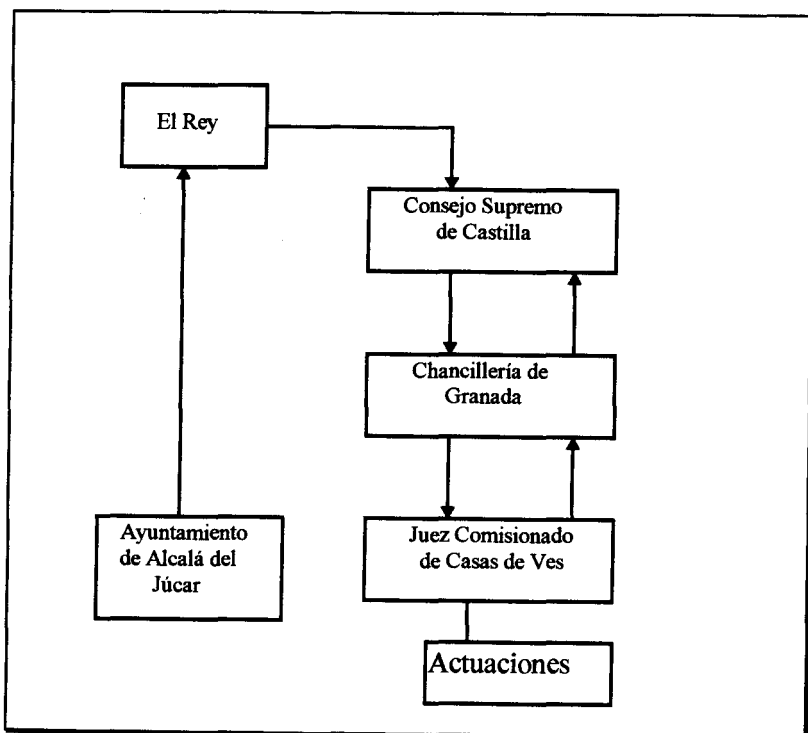 El Rey
Consejo Supremo
de Castilla
Chancillería de
Granada
Ayuntamiento
de Alcalá del
Júcar
Juez Comisionado
de Casas de Ves
Actuaciones